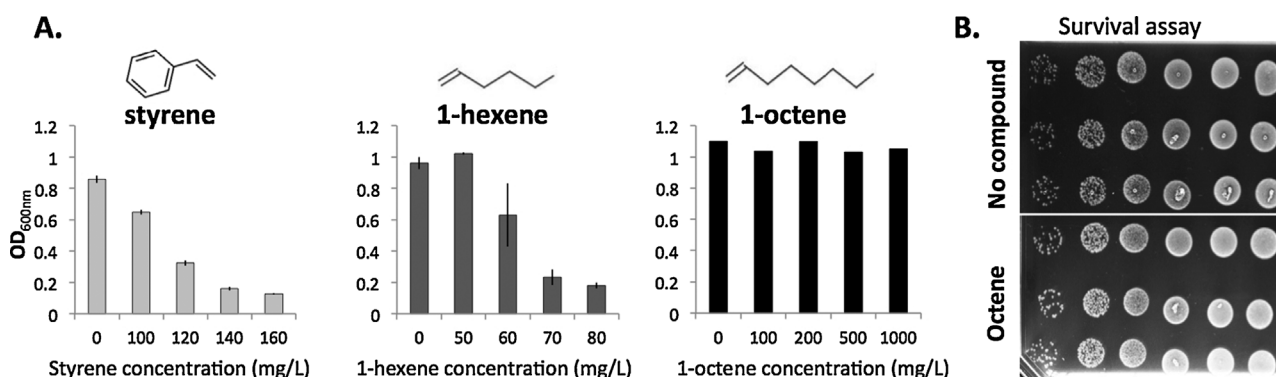 A.
styrene
1.2
1
0.8
0.6
0.4
0.2
0
OD600nm
0 100 120 140 160
Styrene concentration (mg/L)
1-hexene
1.2
1
0.8
0.6
0.4
0.2
0
0 50 60 70 80
1-hexene concentration (mg/L)
1-octene
1.2
1
0.8
0.6
0.4
0.2
0
0 100 200 500 1000
1-octene concentration (mg/L)
B.
Survival assay
No compound
Octene